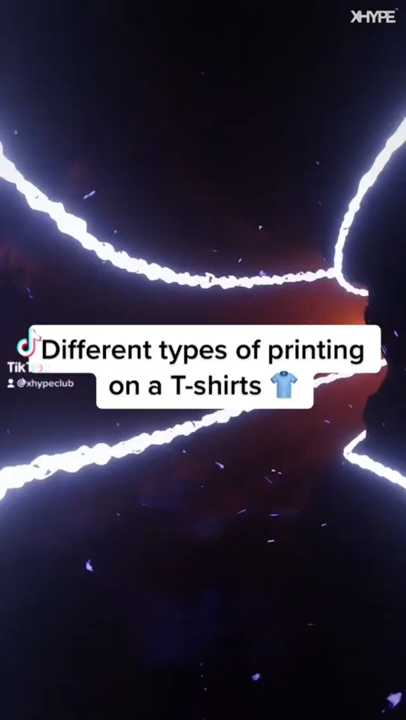 XHYPE
Different types of printing
on a T-shirts 👕
TikTok
@xhypeclub